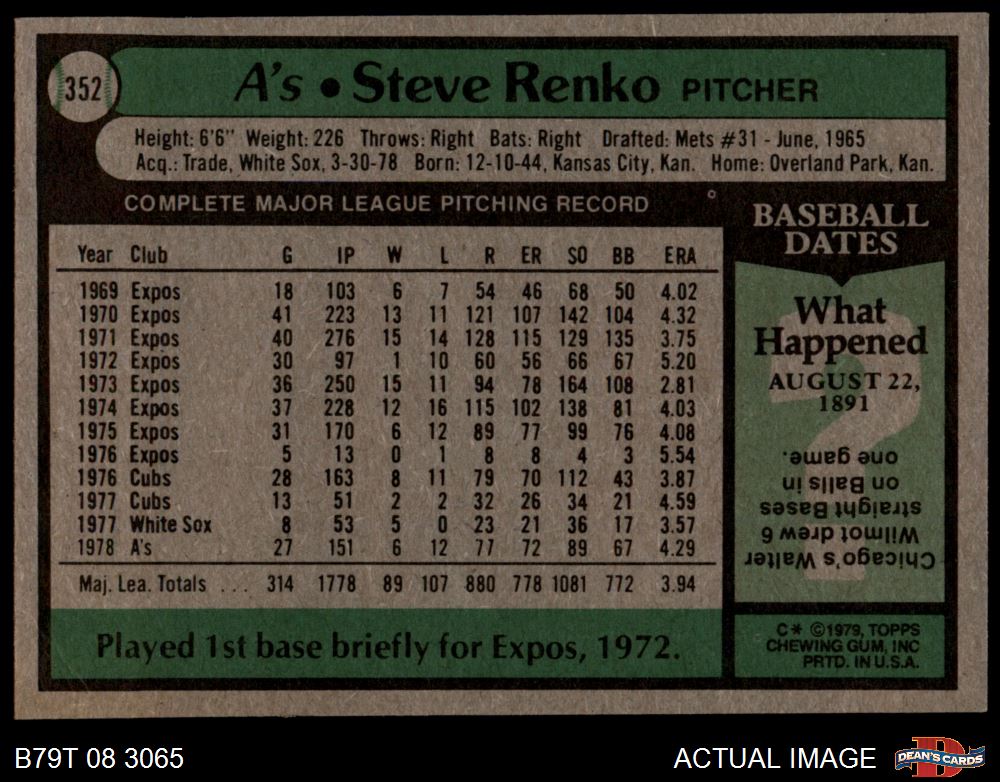 352
A's • Steve Renko PITCHER
Height: 6'6" Weight: 226 Throws: Right Bats: Right Drafted: Mets #31 - June, 1965
Acq.: Trade, White Sox, 3-30-78 Born: 12-10-44, Kansas City, Kan. Home: Overland Park, Kan.
COMPLETE MAJOR LEAGUE PITCHING RECORD
Year Club G IP W L R ER SO BB ERA
1969 Expos 18 103 6 7 54 46 68 50 4.02
1970 Expos 41 223 13 11 121 107 142 104 4.32
1971 Expos 40 276 15 14 128 115 129 135 3.75
1972 Expos 30 97 1 10 60 56 66 67 5.20
1973 Expos 36 250 15 11 94 78 164 108 2.81
1974 Expos 37 228 12 16 115 102 138 81 4.03
1975 Expos 31 170 6 12 89 77 99 76 4.08
1976 Expos 5 13 0 1 8 8 4 3 5.54
1976 Cubs 28 163 8 11 79 70 112 43 3.87
1977 Cubs 13 51 2 2 32 26 34 21 4.59
1977 White Sox 8 53 5 0 23 21 36 17 3.57
1978 A's 27 151 6 12 77 72 89 67 4.29
Maj. Lea. Totals ... 314 1778 89 107 880 778 1081 772 3.94
Played 1st base briefly for Expos, 1972.
BASEBALL
DATES
What
Happened
AUGUST 22,
1891
Chicago's Walter
Wilmot drew 6
straight Bases
on Balls in
one game.
C* ©1979, TOPPS
CHEWING GUM, INC
PRTD. IN U.S.A.
B79T 08 3065
ACTUAL IMAGE
DEAN'S CARDS